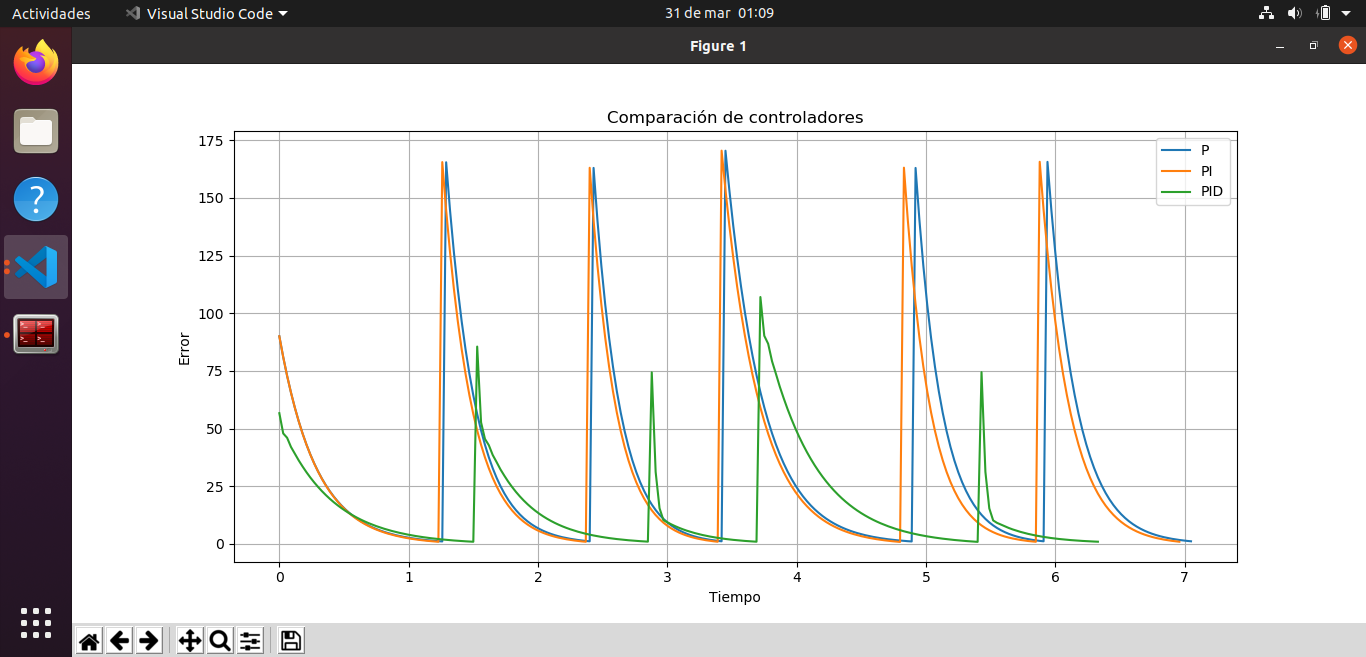 Actividades
Visual Studio Code
31 de mar 01:09
Figure 1
Comparación de controladores
175
150
125
100
75
50
25
0
Error
P
PI
PID
0 1 2 3 4 5 6 7
Tiempo